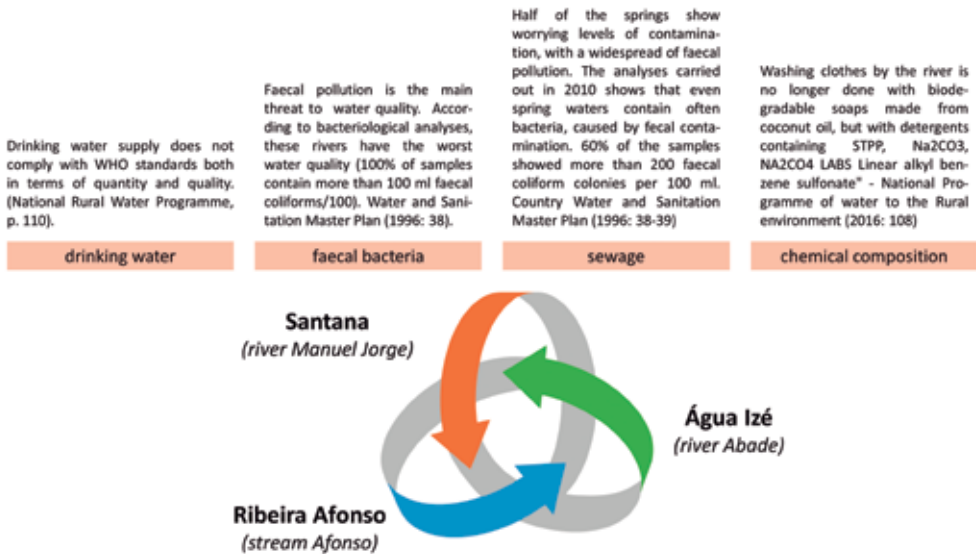 Drinking water supply does not
comply with WHO standards both
in terms of quantity and quality.
(National Rural Water Programme,
p. 110).
drinking water
Faecal pollution is the main
threat to water quality. Accor-
ding to bacteriological analyses,
these rivers have the worst
water quality (100% of samples
contain more than 100 ml faecal
coliforms/100). Water and Sani-
tation Master Plan (1996: 38).
faecal bacteria
Half of the springs show
worrying levels of contamina-
tion, with a widespread of faecal
pollution. The analyses carried
out in 2010 shows that even
spring waters contain often
bacteria, caused by fecal conta-
mination. 60% of the samples
showed more than 200 faecal
coliform colonies per 100 ml.
Country Water and Sanitation
Master Plan (1996: 38-39)
sewage
Washing clothes by the river is
no longer done with biode-
gradable soaps made from
coconut oil, but with detergents
containing STPP, Na2CO3,
NA2CO4 LABS Linear alkyl ben-
zene sulfonate" - National Pro-
gramme of water to the Rural
environment (2016: 108)
chemical composition
Santana
(river Manuel Jorge)
Água Izé
(river Abade)
Ribeira Afonso
(stream Afonso)